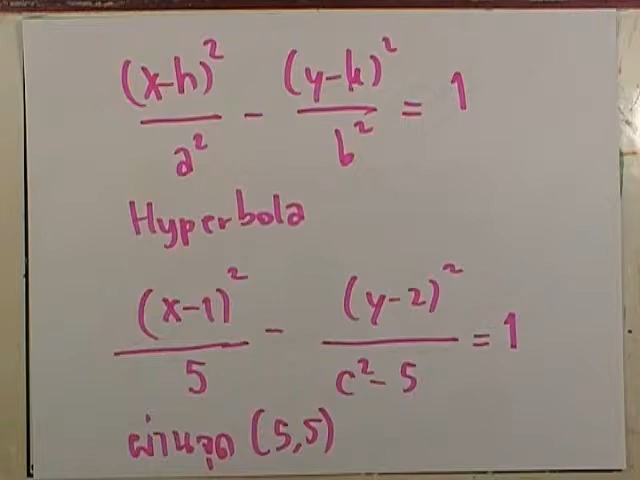 (x-h)² / a² - (y-k)² / b² = 1
Hyperbola
(x-1)² / 5 - (y-2)² / c²-5 = 1
ผ่านจุด (5,5)